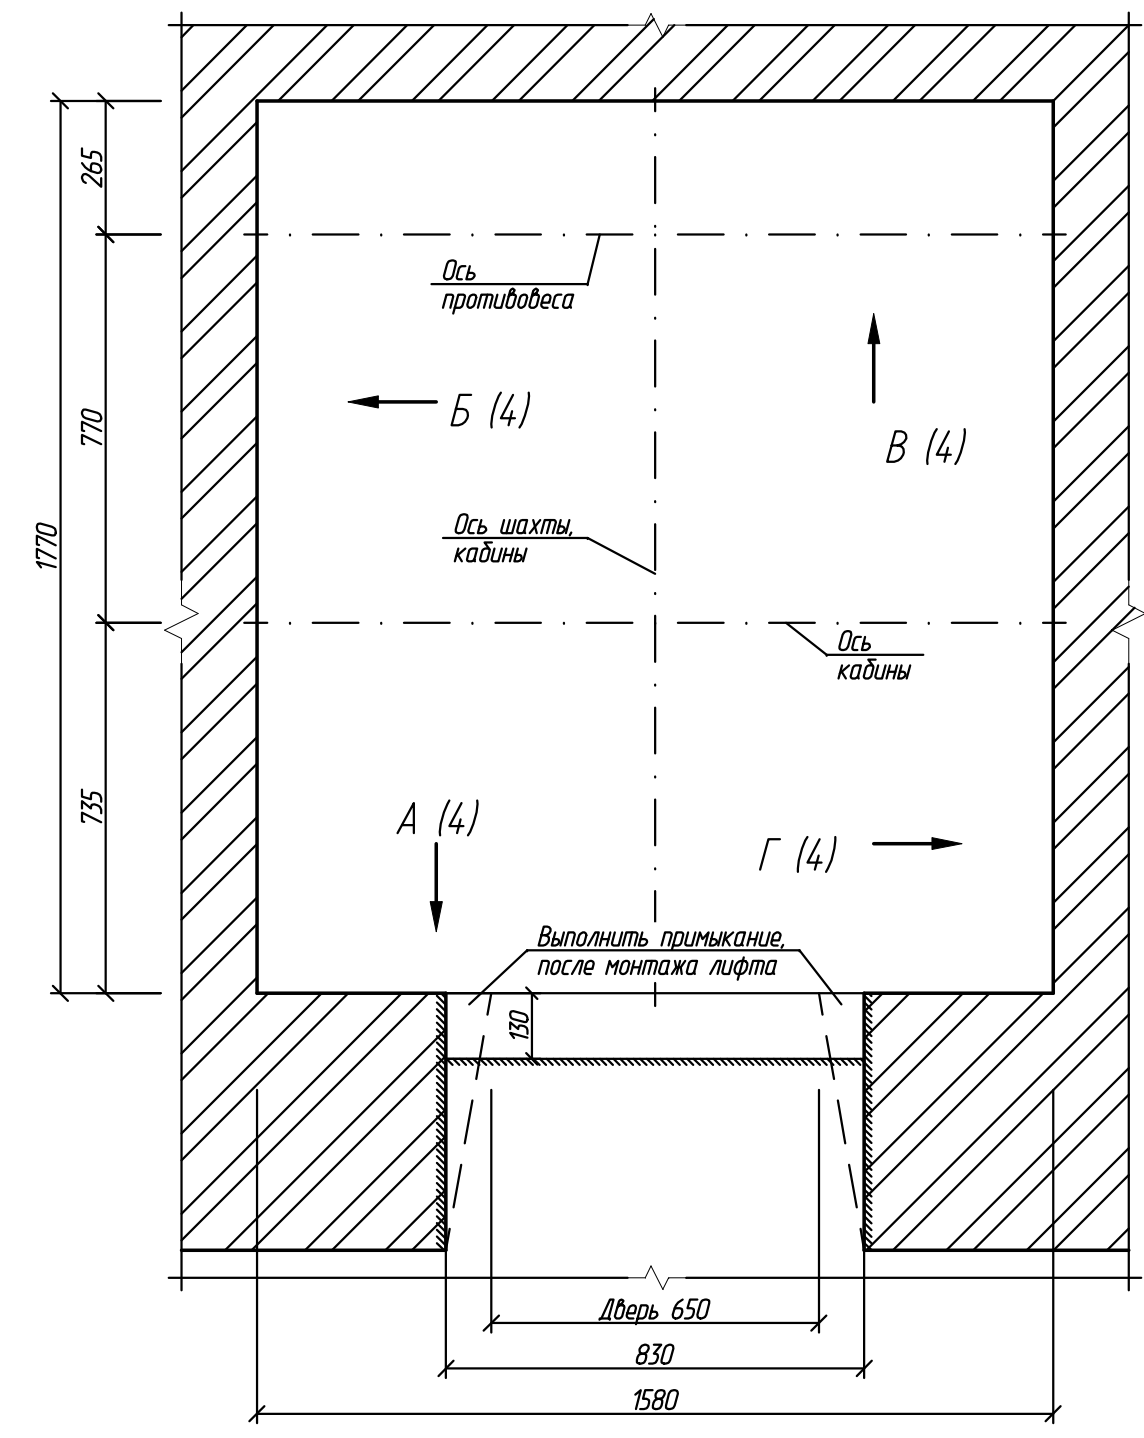 265
Ось
противовеса
Б (4)
В (4)
770
1770
Ось шахты,
кабины
Ось
кабины
735
А (4)
Г (4)
Выполнить примыкание,
после монтажа лифта
130
Дверь 650
830
1580